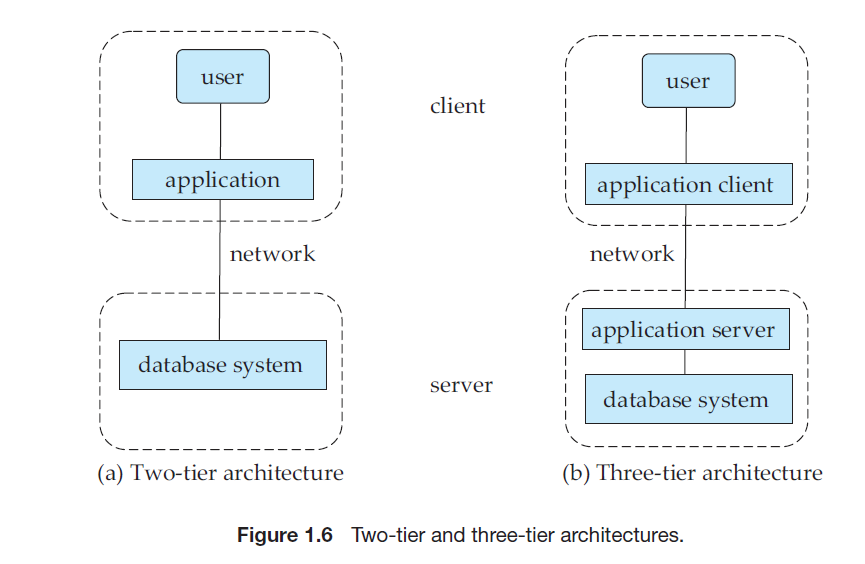 user
application
network
database system
(a) Two-tier architecture
client
server
user
application client
network
application server
database system
(b) Three-tier architecture
Figure 1.6 Two-tier and three-tier architectures.